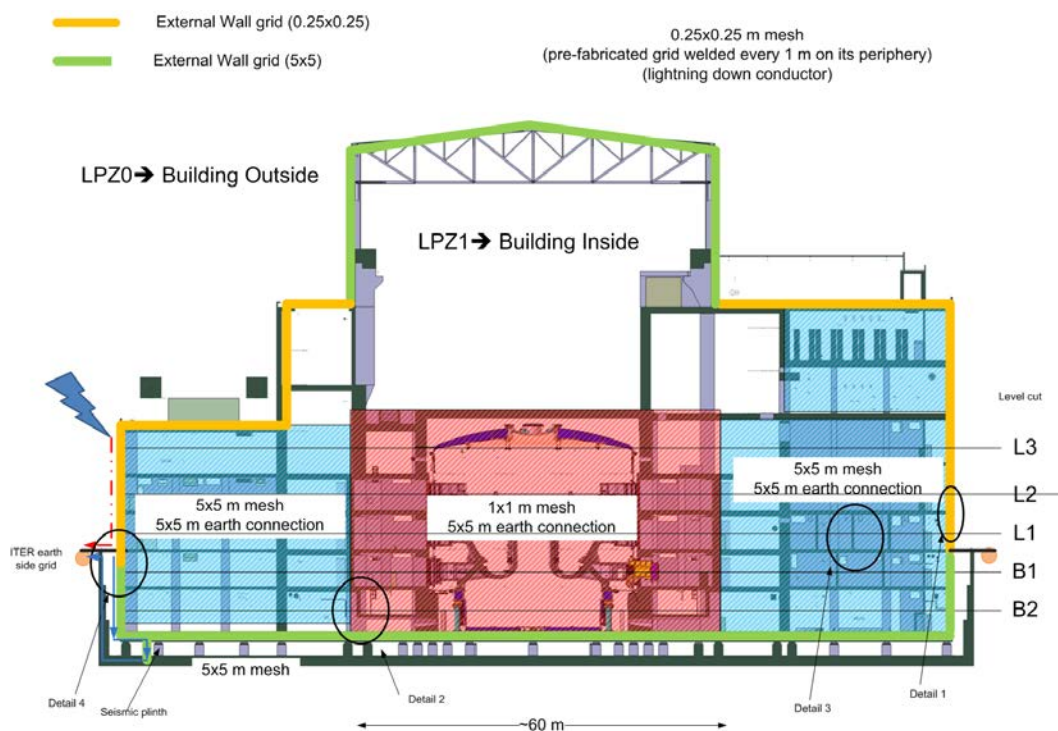 External Wall grid (0.25x0.25)
External Wall grid (5x5)
0.25x0.25 m mesh
(pre-fabricated grid welded every 1 m on its periphery)
(lightning down conductor)
LPZ0➔ Building Outside
LPZ1➔ Building Inside
Level cut
L3
5x5 m mesh
5x5 m earth connection
L2
5x5 m mesh
5x5 m earth connection
1x1 m mesh
5x5 m earth connection
L1
ITER earth
side grid
B1
B2
5x5 m mesh
Detail 4
Seismic plinth
Detail 2
Detail 3
Detail 1
~60 m